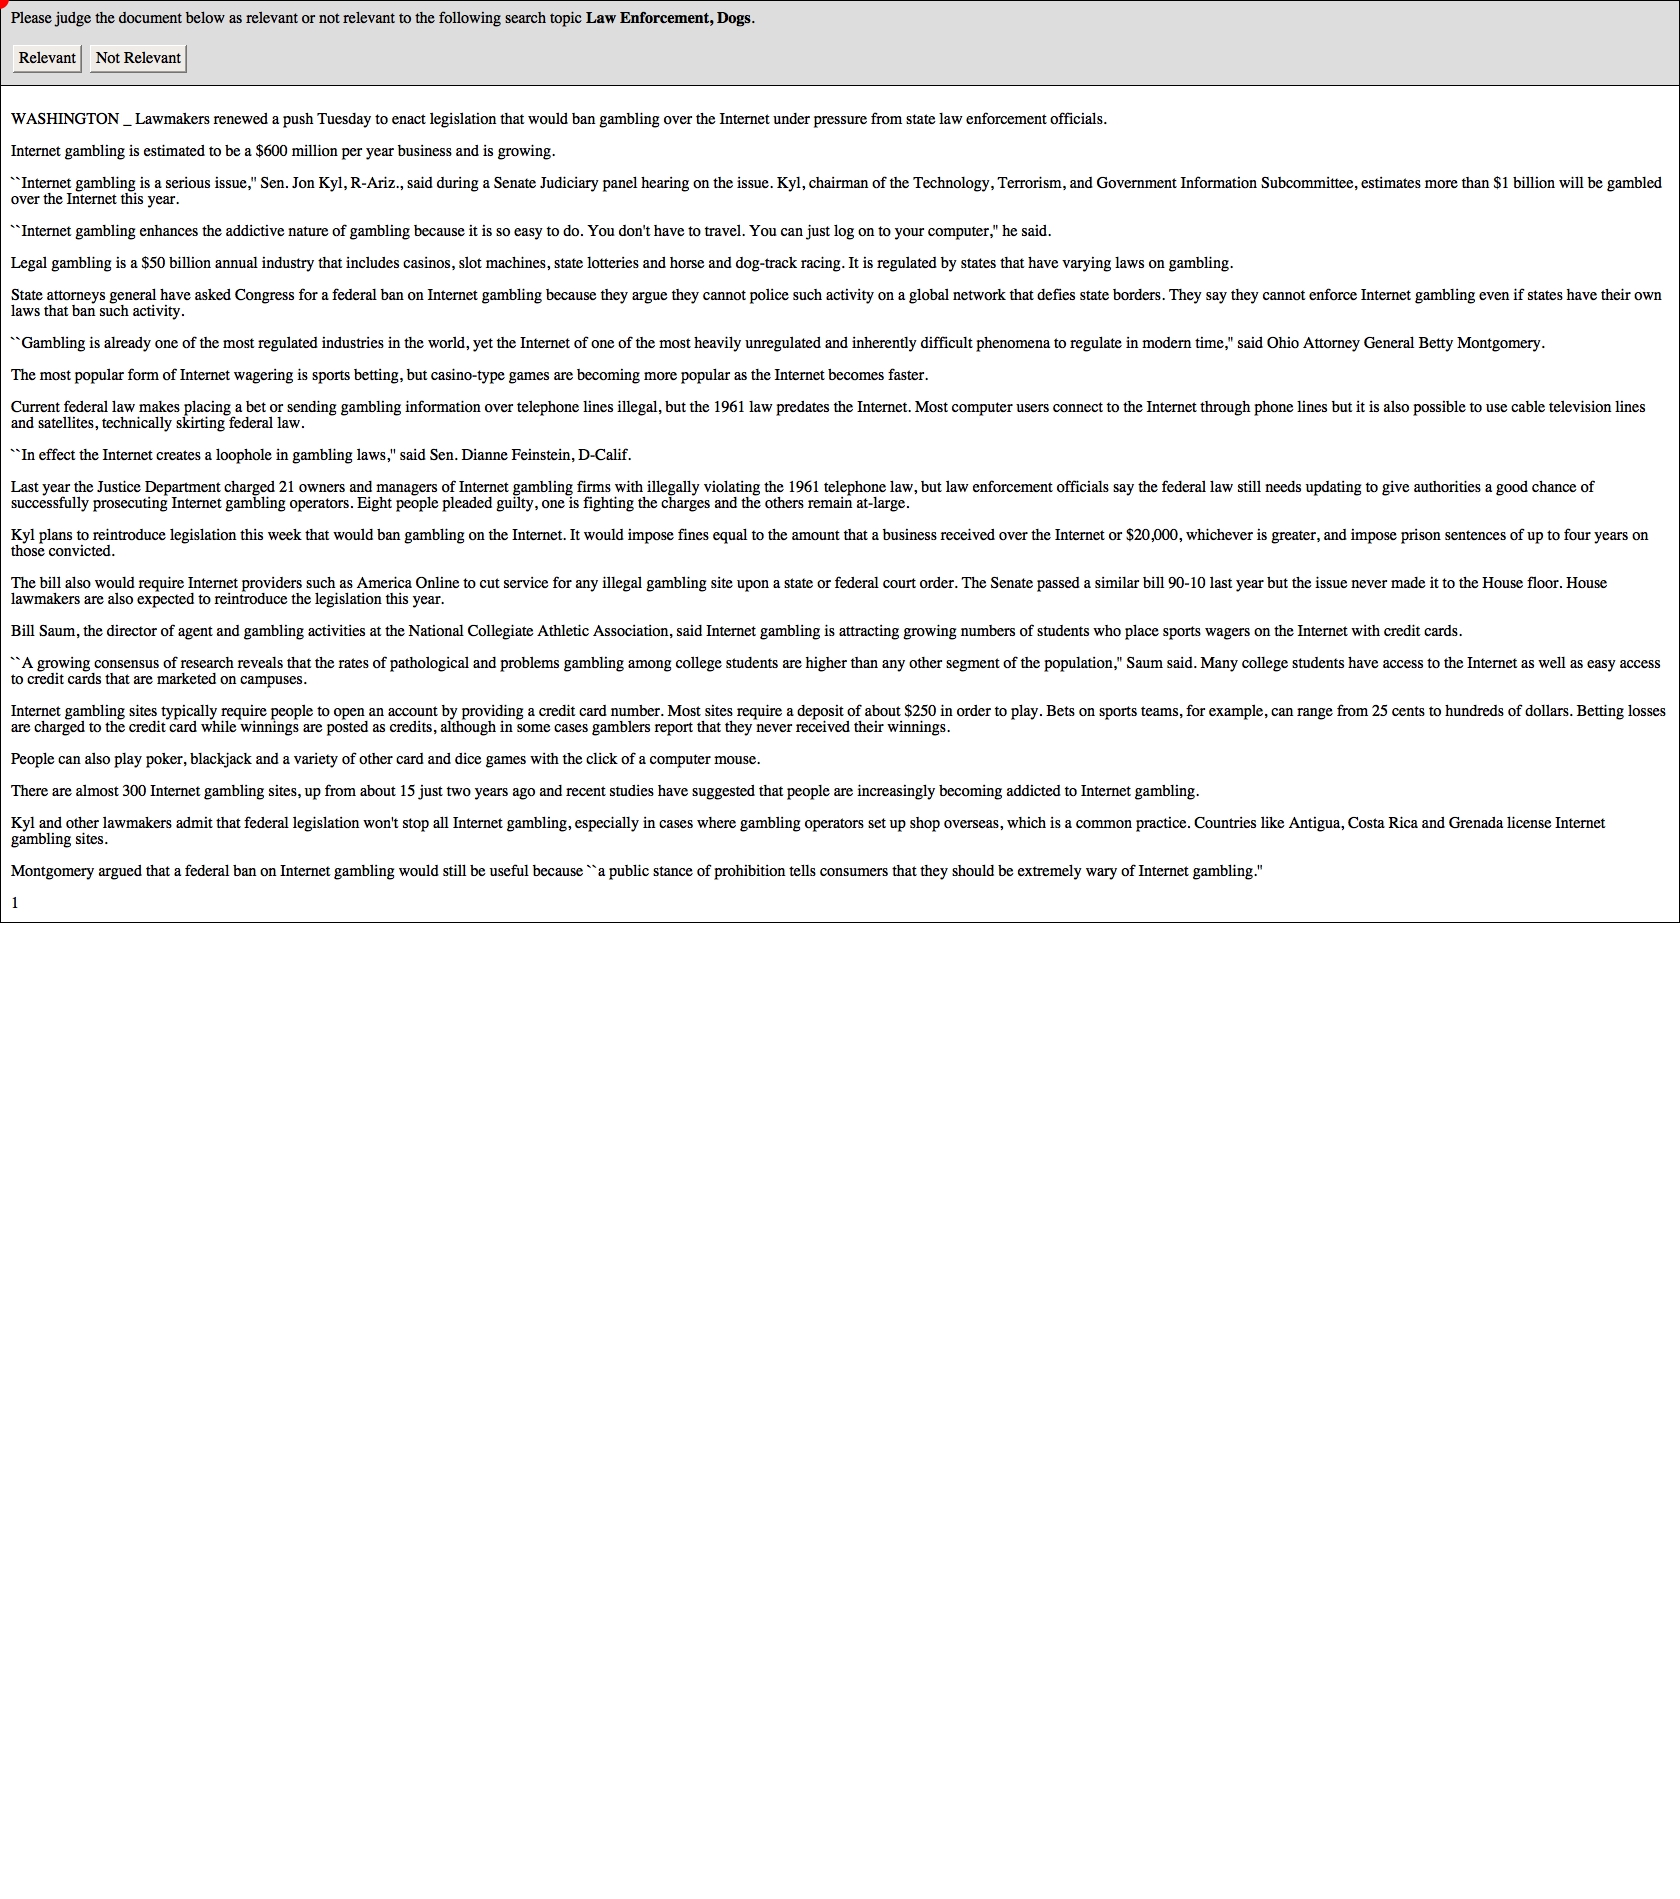 Please judge the document below as relevant or not relevant to the following search topic Law Enforcement, Dogs.
Relevant Not Relevant
WASHINGTON _ Lawmakers renewed a push Tuesday to enact legislation that would ban gambling over the Internet under pressure from state law enforcement officials.
Internet gambling is estimated to be a $600 million per year business and is growing.
``Internet gambling is a serious issue,'' Sen. Jon Kyl, R-Ariz., said during a Senate Judiciary panel hearing on the issue. Kyl, chairman of the Technology, Terrorism, and Government Information Subcommittee, estimates more than $1 billion will be gambled
over the Internet this year.
``Internet gambling enhances the addictive nature of gambling because it is so easy to do. You don't have to travel. You can just log on to your computer,'' he said.
Legal gambling is a $50 billion annual industry that includes casinos, slot machines, state lotteries and horse and dog-track racing. It is regulated by states that have varying laws on gambling.
State attorneys general have asked Congress for a federal ban on Internet gambling because they argue they cannot police such activity on a global network that defies state borders. They say they cannot enforce Internet gambling even if states have their own
laws that ban such activity.
``Gambling is already one of the most regulated industries in the world, yet the Internet of one of the most heavily unregulated and inherently difficult phenomena to regulate in modern time,'' said Ohio Attorney General Betty Montgomery.
The most popular form of Internet wagering is sports betting, but casino-type games are becoming more popular as the Internet becomes faster.
Current federal law makes placing a bet or sending gambling information over telephone lines illegal, but the 1961 law predates the Internet. Most computer users connect to the Internet through phone lines but it is also possible to use cable television lines
and satellites, technically skirting federal law.
``In effect the Internet creates a loophole in gambling laws,'' said Sen. Dianne Feinstein, D-Calif.
Last year the Justice Department charged 21 owners and managers of Internet gambling firms with illegally violating the 1961 telephone law, but law enforcement officials say the federal law still needs updating to give authorities a good chance of
successfully prosecuting Internet gambling operators. Eight people pleaded guilty, one is fighting the charges and the others remain at-large.
Kyl plans to reintroduce legislation this week that would ban gambling on the Internet. It would impose fines equal to the amount that a business received over the Internet or $20,000, whichever is greater, and impose prison sentences of up to four years on
those convicted.
The bill also would require Internet providers such as America Online to cut service for any illegal gambling site upon a state or federal court order. The Senate passed a similar bill 90-10 last year but the issue never made it to the House floor. House
lawmakers are also expected to reintroduce the legislation this year.
Bill Saum, the director of agent and gambling activities at the National Collegiate Athletic Association, said Internet gambling is attracting growing numbers of students who place sports wagers on the Internet with credit cards.
``A growing consensus of research reveals that the rates of pathological and problems gambling among college students are higher than any other segment of the population,'' Saum said. Many college students have access to the Internet as well as easy access
to credit cards that are marketed on campuses.
Internet gambling sites typically require people to open an account by providing a credit card number. Most sites require a deposit of about $250 in order to play. Bets on sports teams, for example, can range from 25 cents to hundreds of dollars. Betting losses
are charged to the credit card while winnings are posted as credits, although in some cases gamblers report that they never received their winnings.
People can also play poker, blackjack and a variety of other card and dice games with the click of a computer mouse.
There are almost 300 Internet gambling sites, up from about 15 just two years ago and recent studies have suggested that people are increasingly becoming addicted to Internet gambling.
Kyl and other lawmakers admit that federal legislation won't stop all Internet gambling, especially in cases where gambling operators set up shop overseas, which is a common practice. Countries like Antigua, Costa Rica and Grenada license Internet
gambling sites.
Montgomery argued that a federal ban on Internet gambling would still be useful because ``a public stance of prohibition tells consumers that they should be extremely wary of Internet gambling.''
1